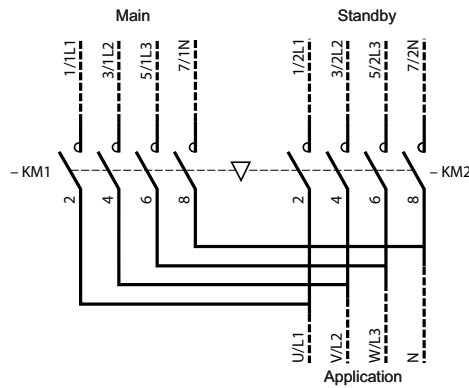 Main Standby
1/1L1 3/1L2 5/1L3 7/1N 1/2L1 3/2L2 5/2L3 7/2N
– KM1 – KM2
2 4 6 8 2 4 6 8
U/L1 V/L2 W/L3 N
Application